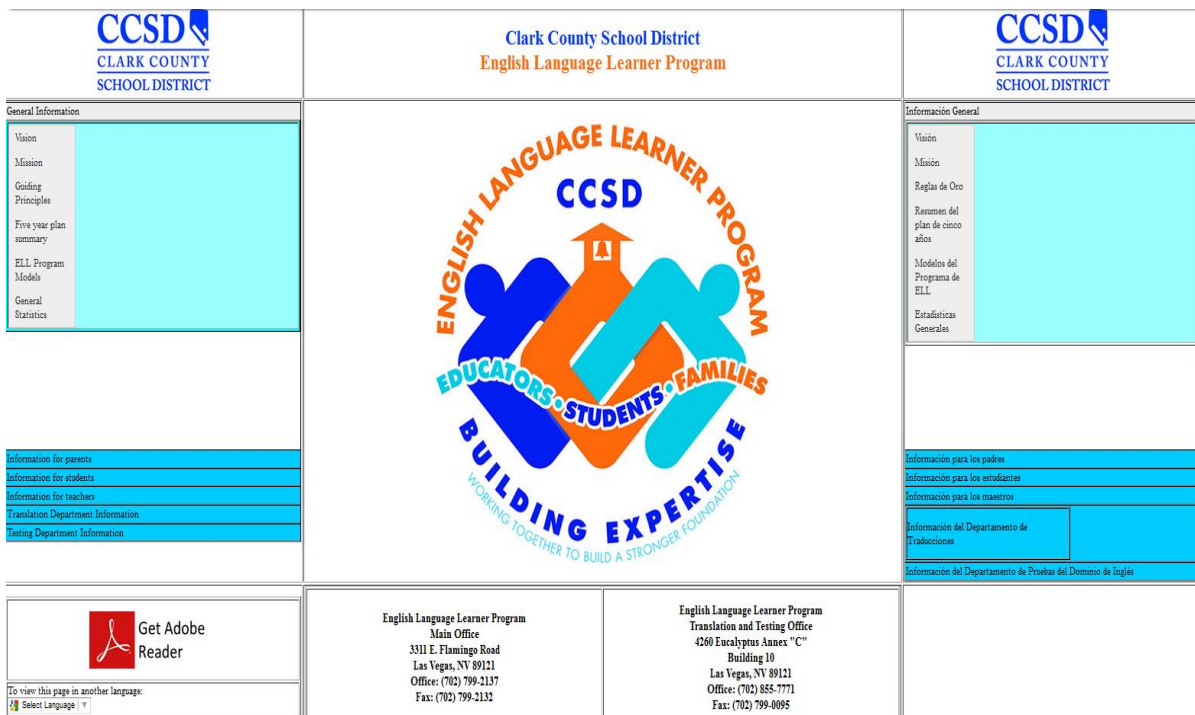 CCSD
CLARK COUNTY
SCHOOL DISTRICT
Clark County School District
English Language Learner Program
CCSD
CLARK COUNTY
SCHOOL DISTRICT
General Information
Vision
Mission
Guiding
Principles
Five year plan
summary
ELL Program
Models
General
Statistics
Information for parents
Information for students
Information for teachers
Translation Department Information
Testing Department Information
ENGLISH LANGUAGE LEARNER PROGRAM
CCSD
EDUCATORS • STUDENTS • FAMILIES
BUILDING EXPERTISE
WORKING TOGETHER TO BUILD A STRONGER FOUNDATION
Información General
Visión
Misión
Reglas de Oro
Resumen del
plan de cinco
años
Modelos del
Programa de
ELL
Estadísticas
Generales
Información para los padres
Información para los estudiantes
Información para los maestros
Información del Departamento de
Traducciones
Información del Departamento de Pruebas del Dominio de Inglés
Get Adobe
Reader
To view this page in another language:
Select Language
English Language Learner Program
Main Office
3311 E. Flamingo Road
Las Vegas, NV 89121
Office: (702) 799-2137
Fax: (702) 799-2132
English Language Learner Program
Translation and Testing Office
4260 Eucalyptus Annex "C"
Building 10
Las Vegas, NV 89121
Office: (702) 855-7771
Fax: (702) 799-0095